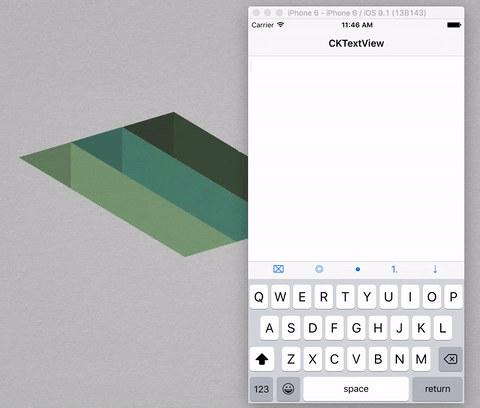 iPhone 6 - iPhone 6 / iOS 9.1 (13B143)
Carrier 11:46 AM
CKTextView
1.
Q W E R T Y U I O P
A S D F G H J K L
Z X C V B N M
123 space return